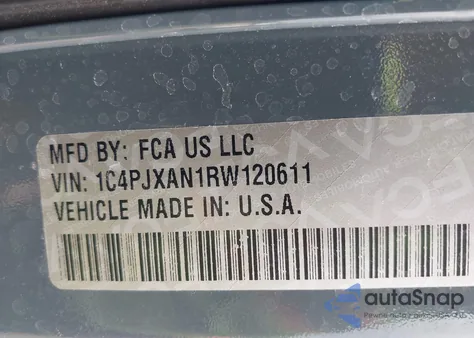 MFD BY: FCA US LLC
VIN: 1C4PJXAN1RW120611
VEHICLE MADE IN: U.S.A.
autoSnap